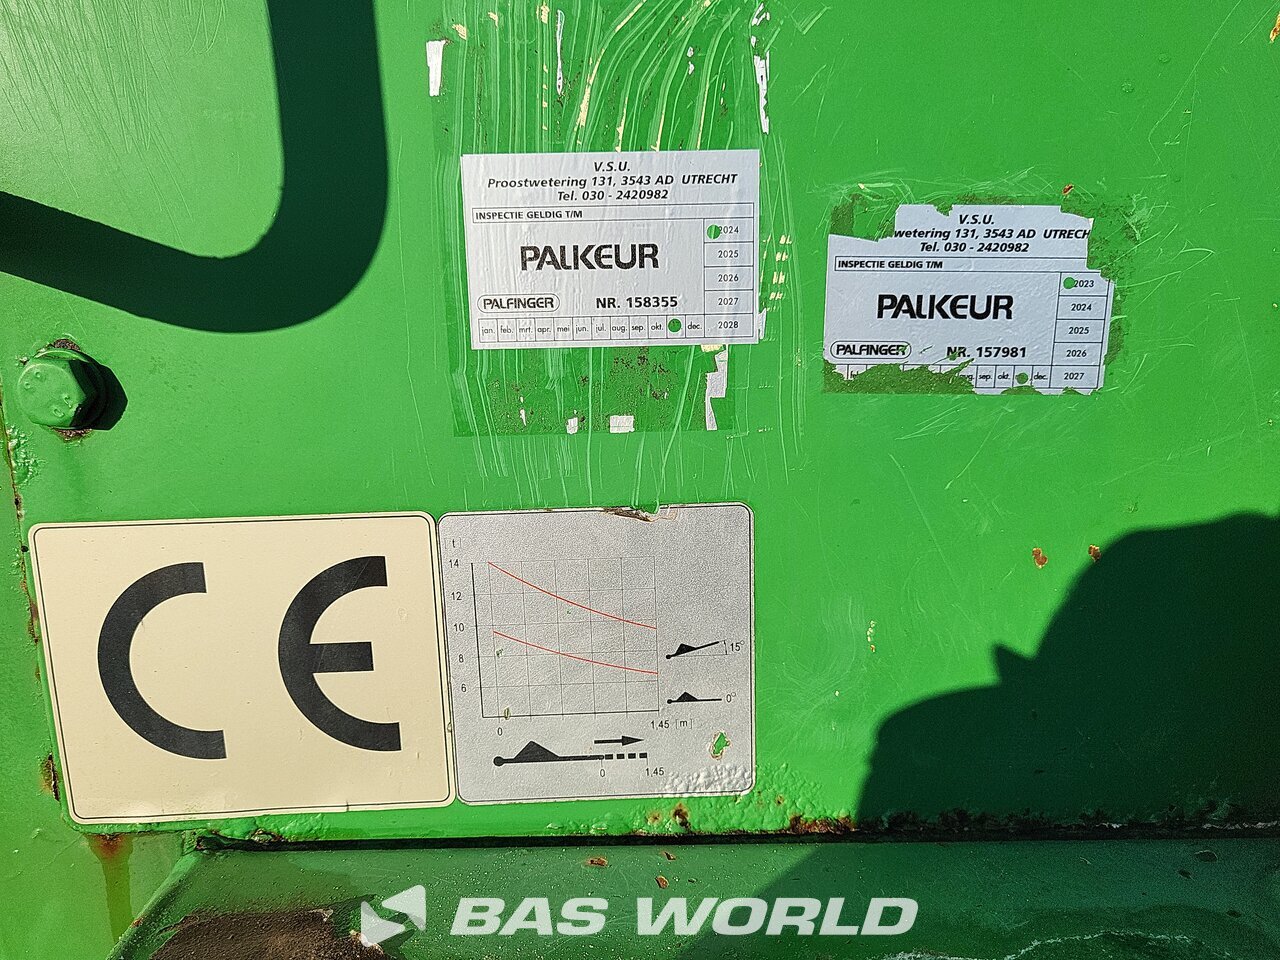 V.S.U.
Proostwetering 131, 3543 AD UTRECHT
Tel. 030 - 2420982
INSPECTIE GELDIG T/M
PALKEUR
2024
2025
2026
2027
2028
PALFINGER NR. 158355
jan. feb. mrt. apr. mei jun. jul. aug. sep. okt. dec.
V.S.U.
wetering 131, 3543 AD UTRECH
Tel. 030 - 2420982
INSPECTIE GELDIG T/M
PALKEUR
2023
2024
2025
2026
2027
PALFINGER NR. 157981
sep. okt. dec.
CE
t
14
12
10
8
6
15°
0°
0
1.45 [m]
0 1.45
BAS WORLD